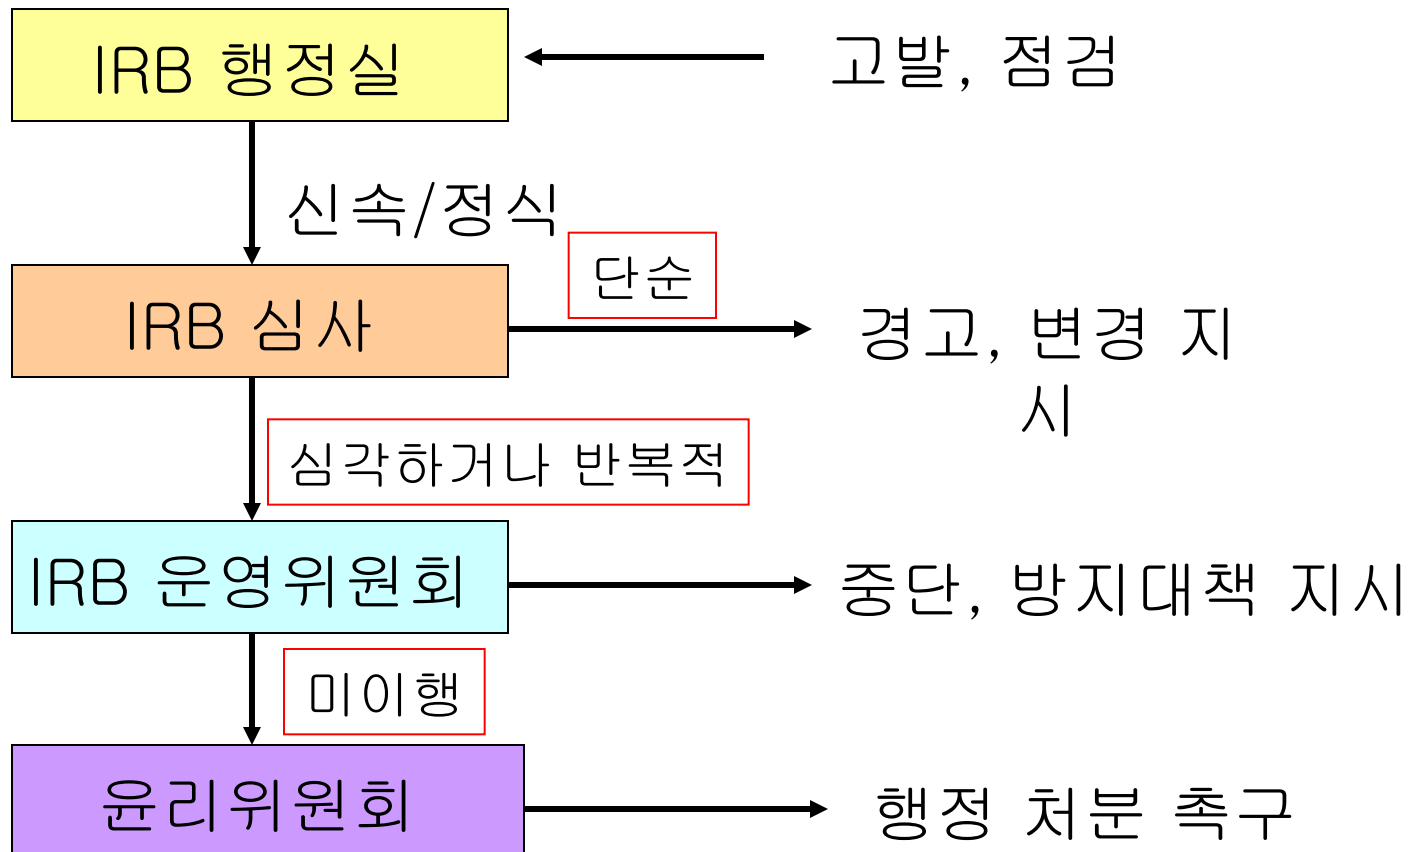 IRB 행정실
고발, 점검
신속/정식
단순
IRB 심사
경고, 변경 지
시
심각하거나 반복적
IRB 운영위원회
중단, 방지대책 지시
미이행
윤리위원회
행정 처분 촉구